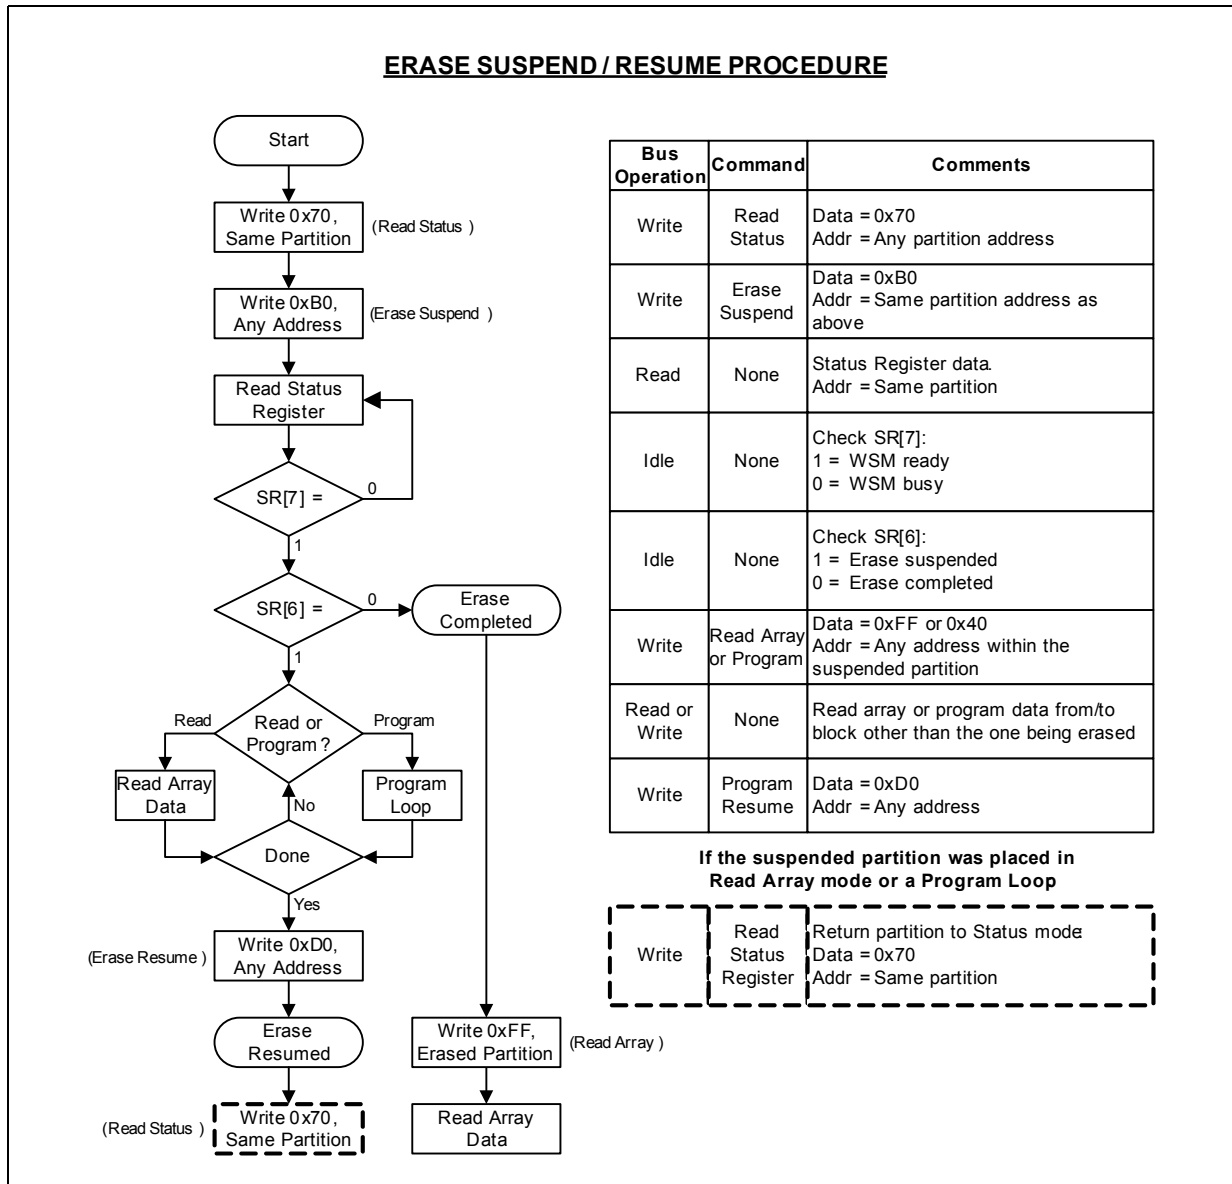 ERASE SUSPEND / RESUME PROCEDURE
Start
Write 0x70,
Same Partition
(Read Status )
Write 0xB0,
Any Address
(Erase Suspend )
Read Status
Register
SR[7] =
0
1
SR[6] =
0
1
Erase
Completed
Read or
Program ?
Read
Program
Read Array
Data
Program
Loop
No
Done
Yes
(Erase Resume )
Write 0xD0,
Any Address
Erase
Resumed
(Read Status )
Write 0x70,
Same Partition
Write 0xFF,
Erased Partition
(Read Array )
Read Array
Data
Bus
Operation
Command
Comments
Write
Read
Status
Data = 0x70
Addr = Any partition address
Write
Erase
Suspend
Data = 0xB0
Addr = Same partition address as
above
Read
None
Status Register data.
Addr = Same partition
Idle
None
Check SR[7]:
1 = WSM ready
0 = WSM busy
Idle
None
Check SR[6]:
1 = Erase suspended
0 = Erase completed
Write
Read Array
or Program
Data = 0xFF or 0x40
Addr = Any address within the
suspended partition
Read or
Write
None
Read array or program data from/to
block other than the one being erased
Write
Program
Resume
Data = 0xD0
Addr = Any address
If the suspended partition was placed in
Read Array mode or a Program Loop
Write
Read
Status
Register
Return partition to Status mode:
Data = 0x70
Addr = Same partition